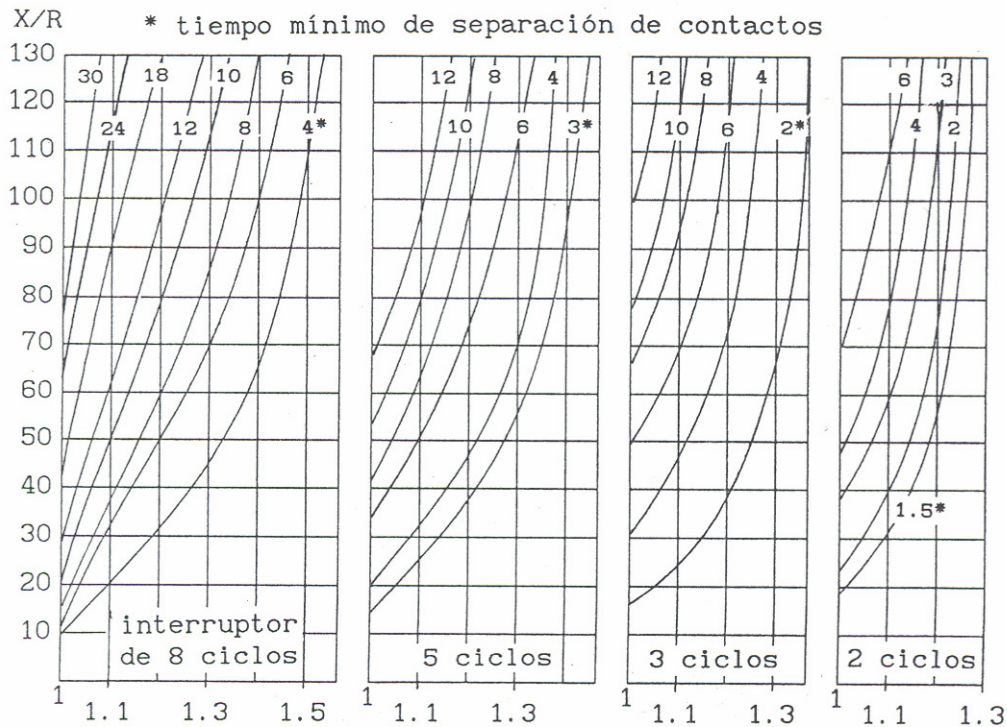 X/R
* tiempo mínimo de separación de contactos
130
120
110
100
90
80
70
60
50
40
30
20
10
30 18 10 6
24 12 8 4*
interruptor
de 8 ciclos
1 1.1 1.3 1.5
12 8 4
10 6 3*
5 ciclos
1 1.1 1.3
12 8 4
10 6 2*
3 ciclos
1 1.1 1.3
6 3
4 2
1.5*
2 ciclos
1 1.1 1.3